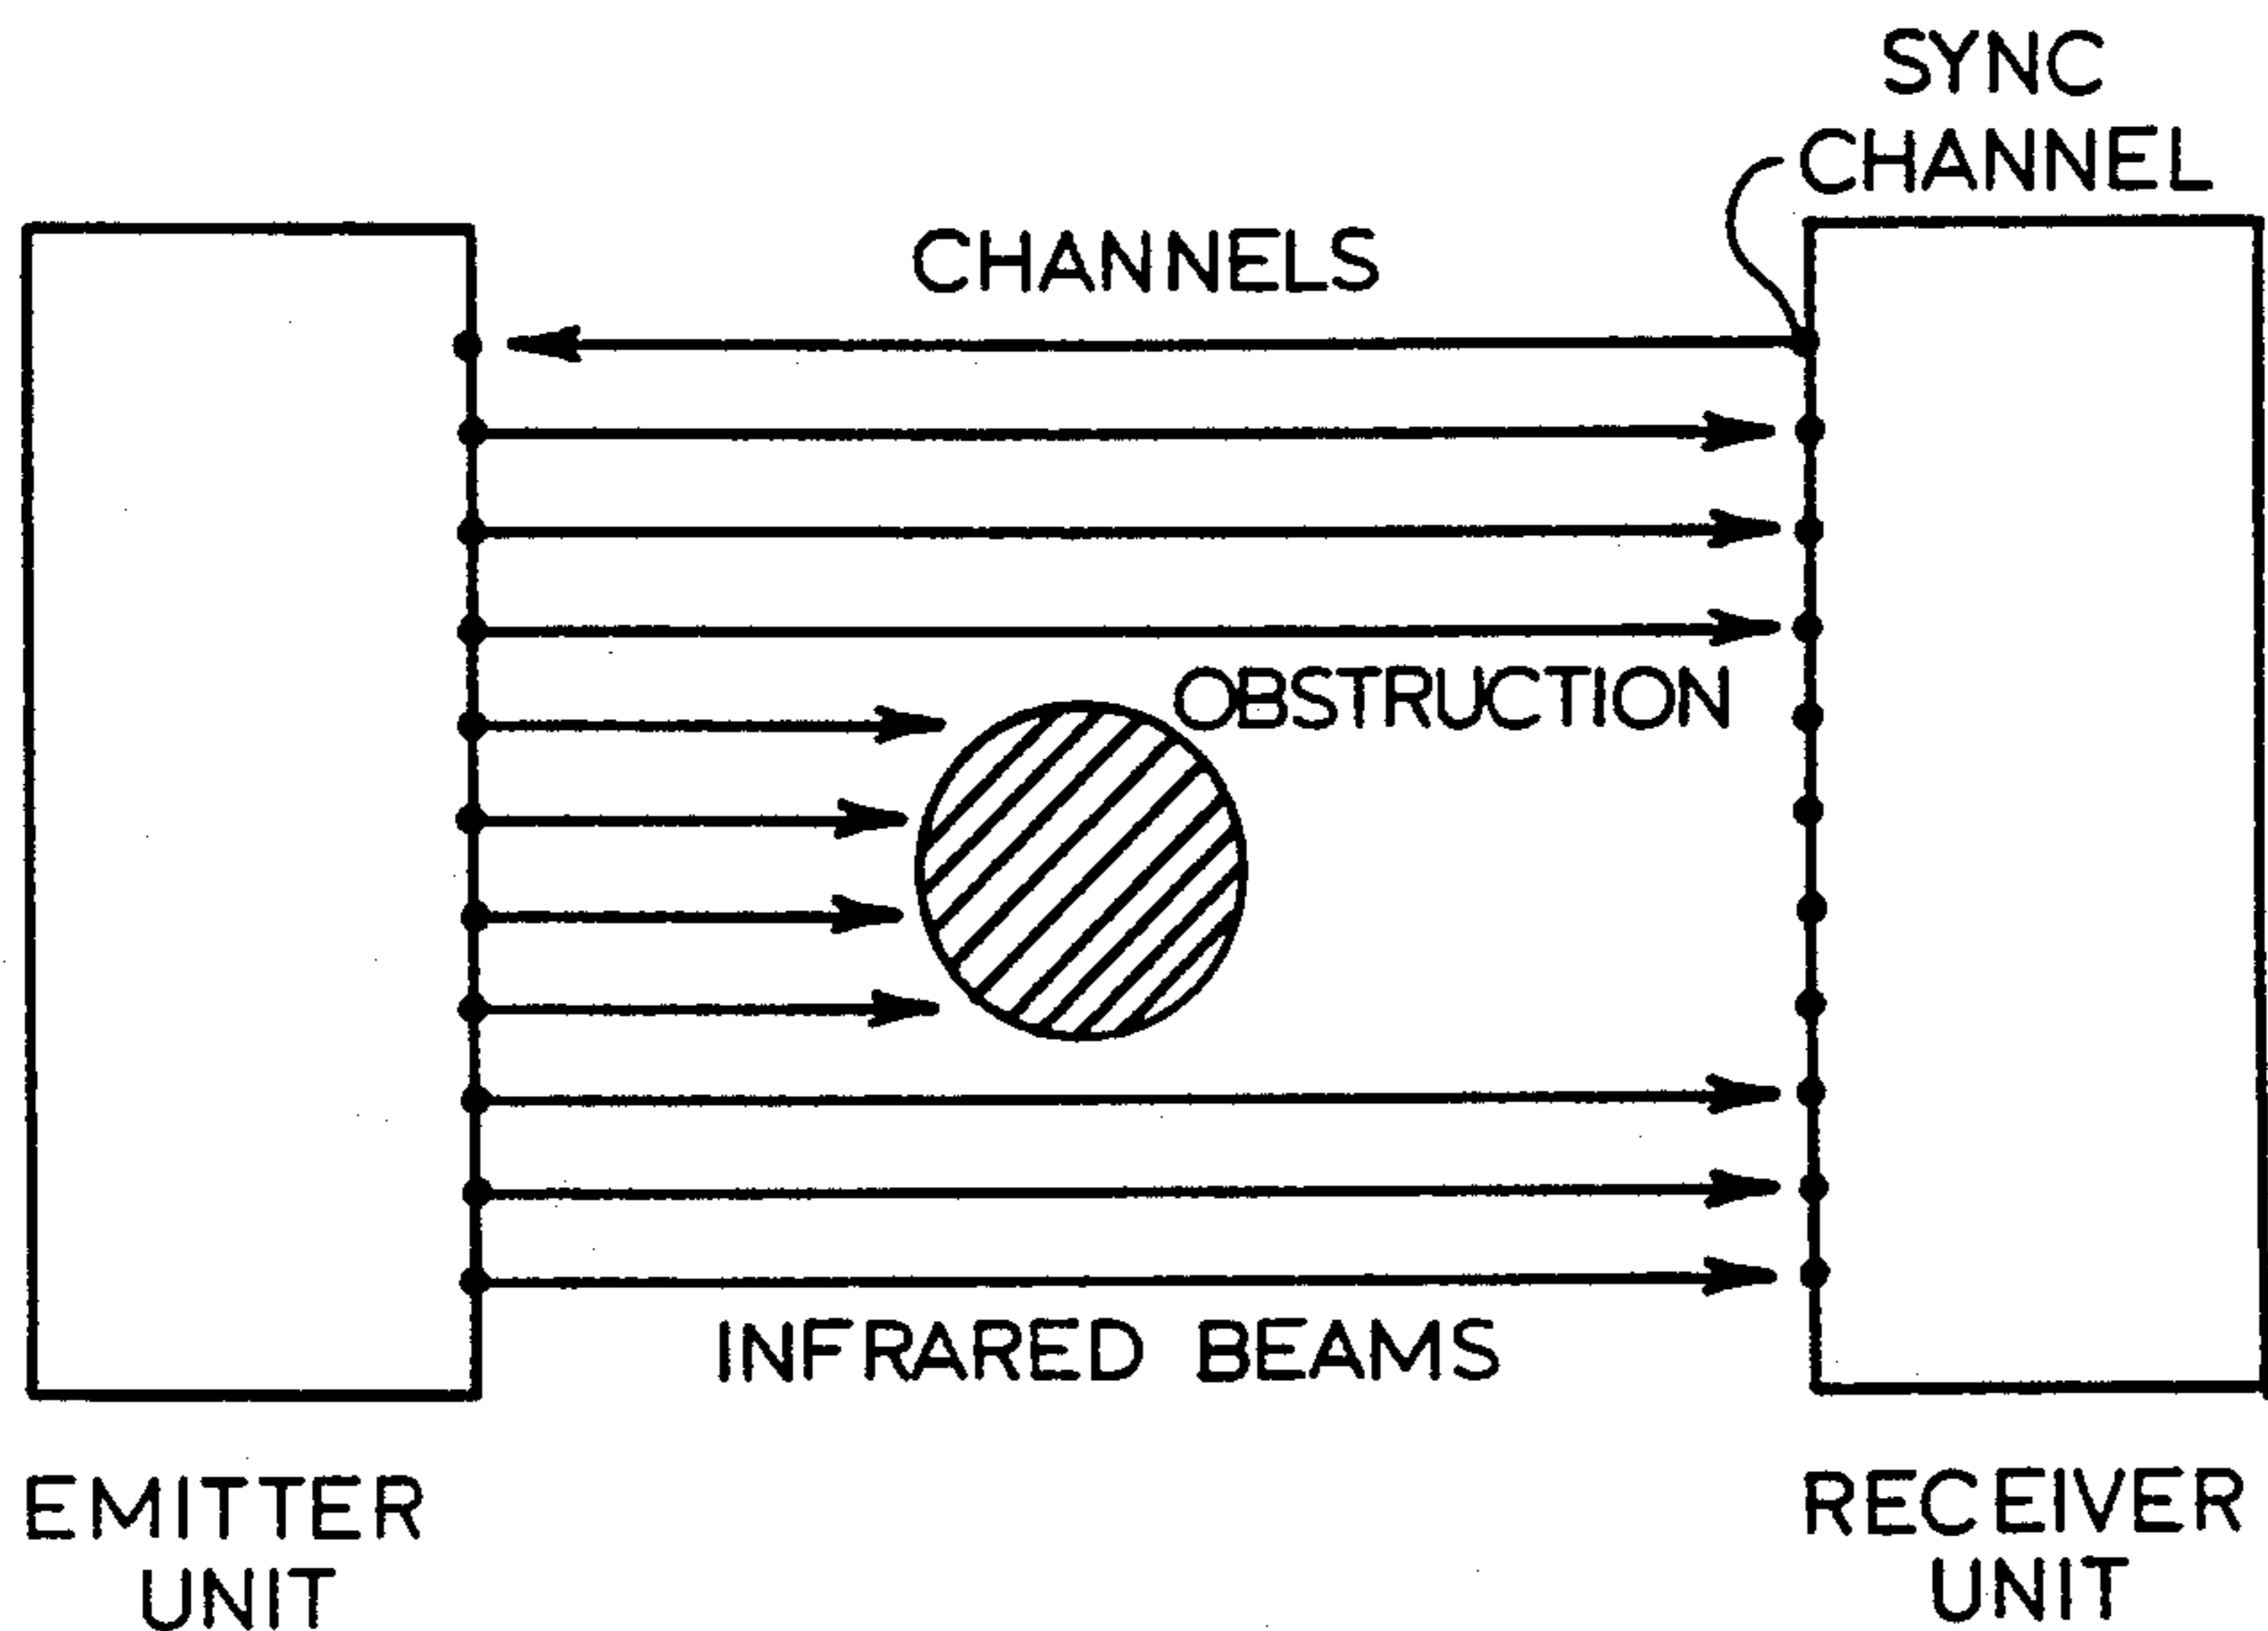 SYNC
CHANNEL
CHANNELS
OBSTRUCTION
INFRARED BEAMS
EMITTER
UNIT
RECEIVER
UNIT